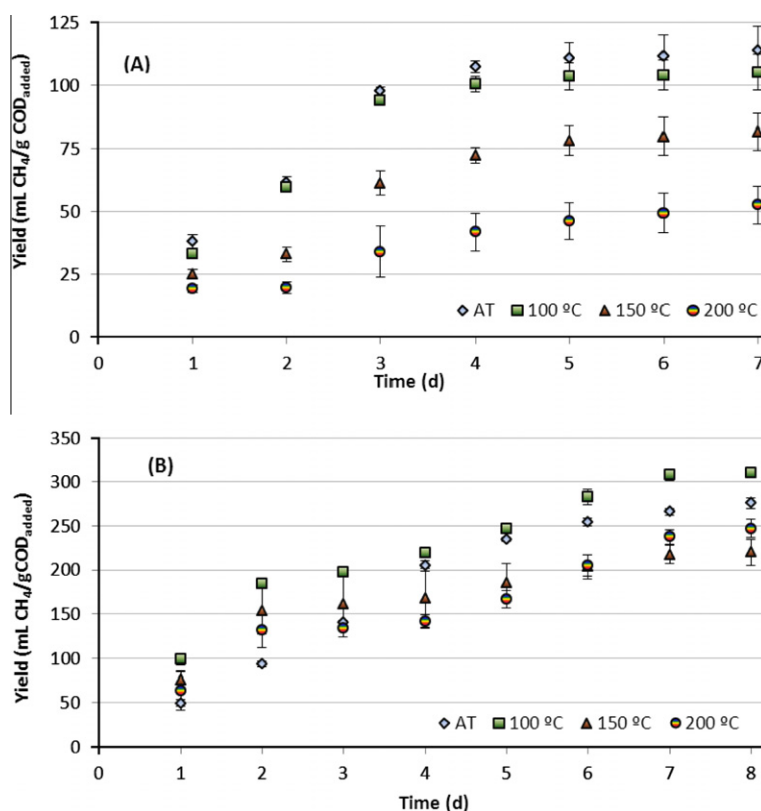 125
(A)
100
75
50
25
0
Yield (mL CH₄/g COD_added)
AT 100 ºC 150 ºC 200 ºC
0 1 2 3 4 5 6 7
Time (d)
350
(B)
300
250
200
150
100
50
0
Yield (mL CH₄/gCOD_added)
AT 100 ºC 150 ºC 200 ºC
0 1 2 3 4 5 6 7 8
Time (d)